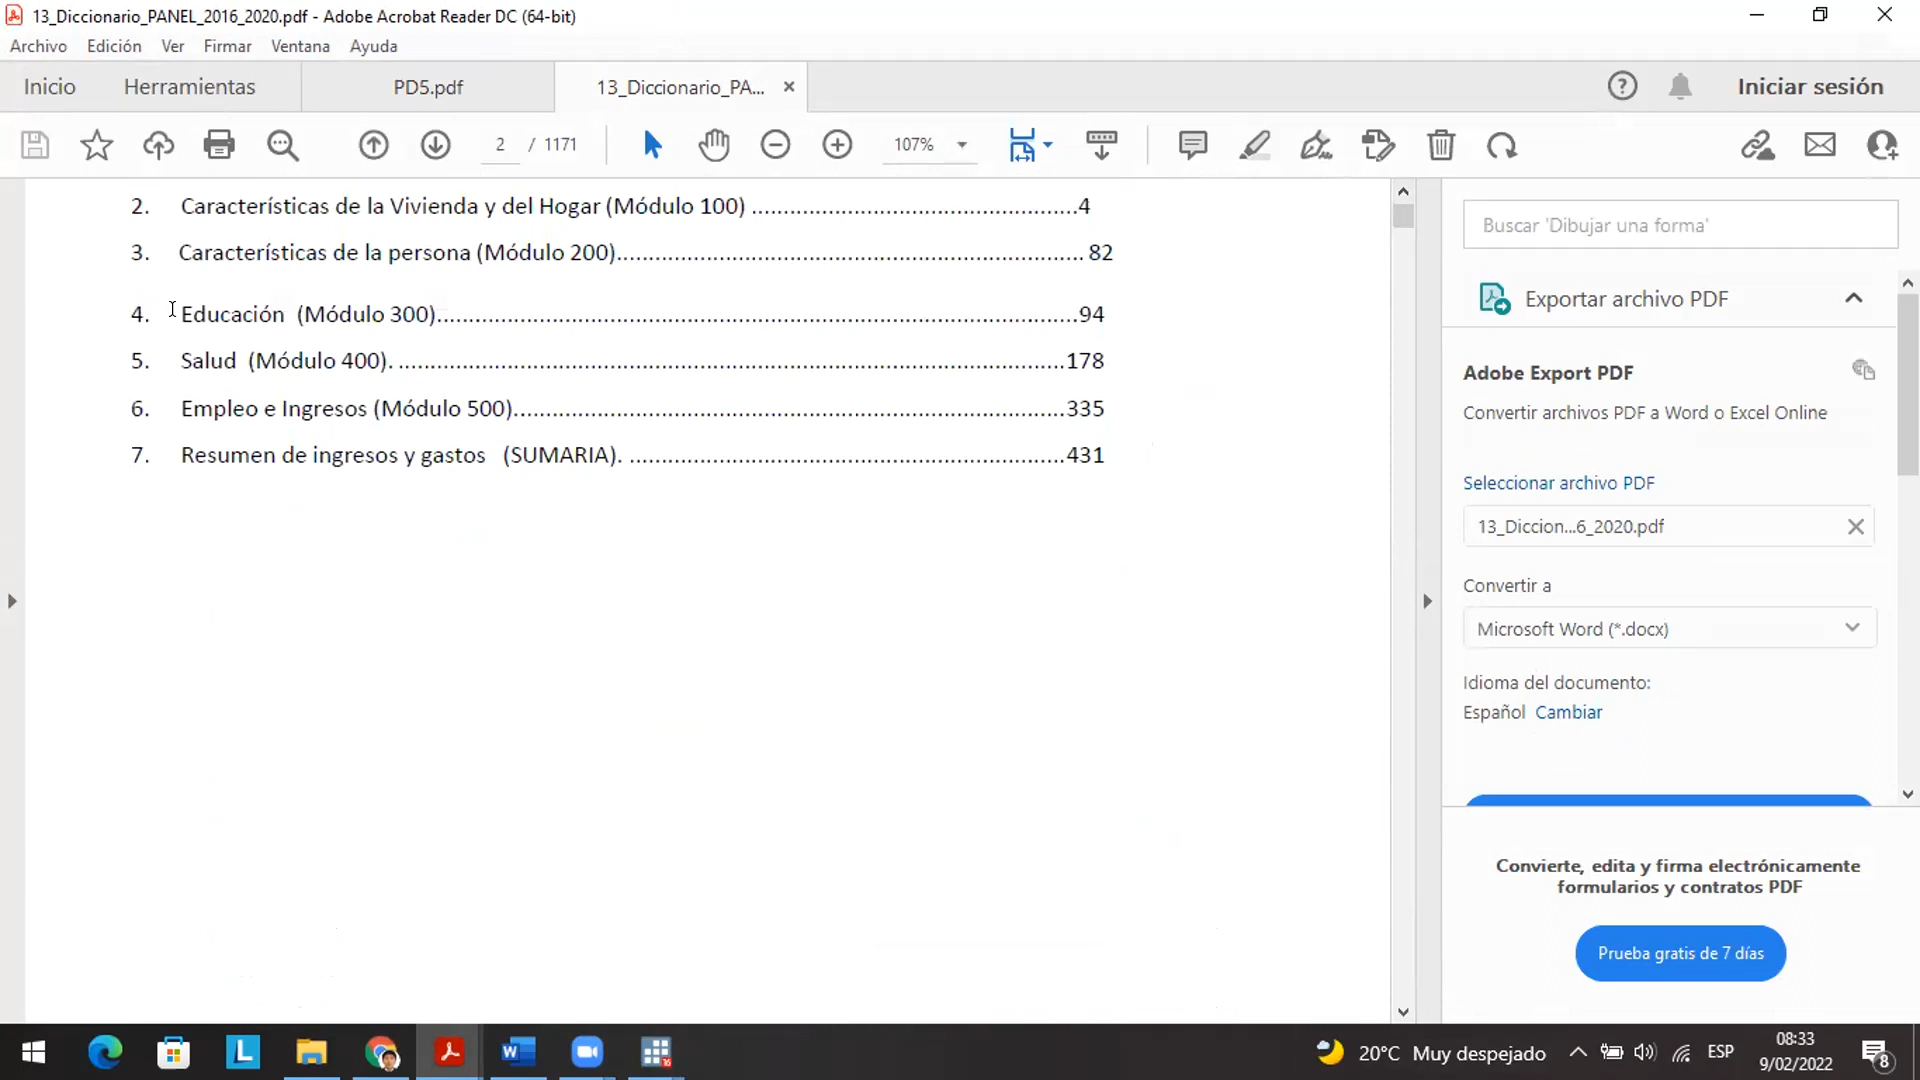 13_Diccionario_PANEL_2016_2020.pdf - Adobe Acrobat Reader DC (64-bit)
Archivo Edición Ver Firmar Ventana Ayuda
Inicio Herramientas PD5.pdf 13_Diccionario_PA... Iniciar sesión
2 / 1171 107%
2. Características de la Vivienda y del Hogar (Módulo 100) ..........................................4
3. Características de la persona (Módulo 200)............................................................ 82
4. Educación (Módulo 300)...................................................................................94
5. Salud (Módulo 400). ......................................................................................178
6. Empleo e Ingresos (Módulo 500).......................................................................335
7. Resumen de ingresos y gastos (SUMARIA). ........................................................431
Buscar 'Dibujar una forma'
Exportar archivo PDF
Adobe Export PDF
Convertir archivos PDF a Word o Excel Online
Seleccionar archivo PDF
13_Diccion...6_2020.pdf
Convertir a
Microsoft Word (*.docx)
Idioma del documento:
Español Cambiar
Convierte, edita y firma electrónicamente
formularios y contratos PDF
Prueba gratis de 7 días
20°C Muy despejado ESP 08:33
9/02/2022
8